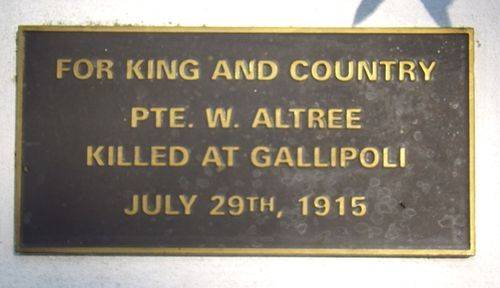 FOR KING AND COUNTRY
PTE. W. ALTREE
KILLED AT GALLIPOLI
JULY 29TH, 1915